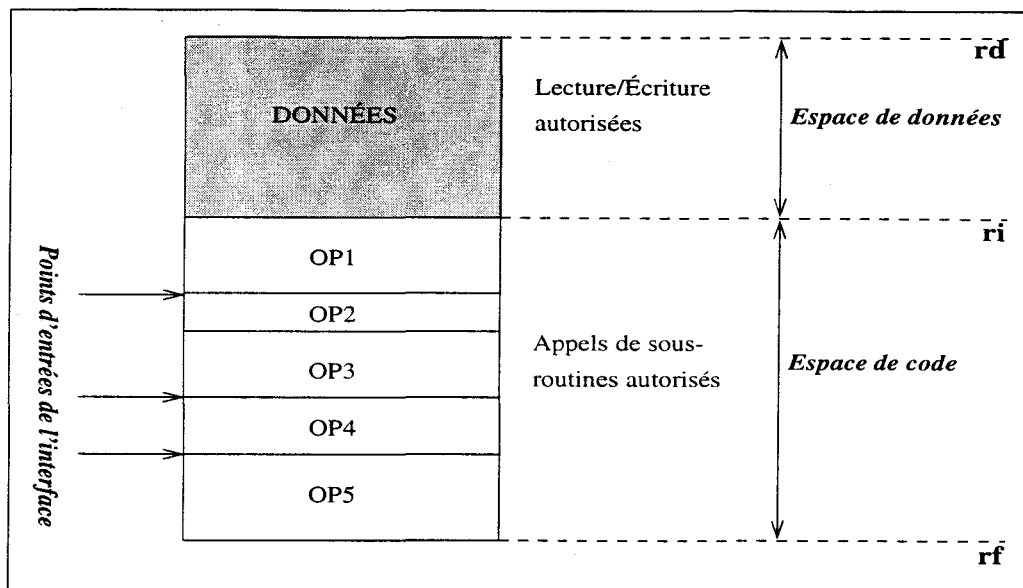 rd
DONNÉES
Lecture/Écriture
autorisées
Espace de données
ri
Points d'entrées de l'interface
OP1
OP2
OP3
OP4
OP5
Appels de sous-
routines autorisés
Espace de code
rf